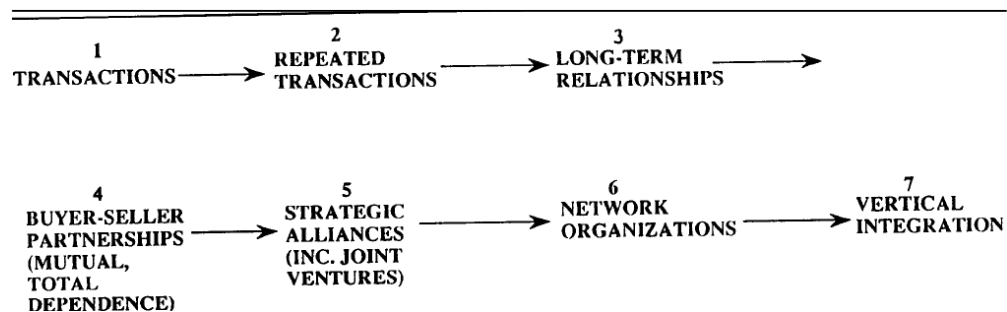 1
TRANSACTIONS
2
REPEATED
TRANSACTIONS
3
LONG-TERM
RELATIONSHIPS
4
BUYER-SELLER
PARTNERSHIPS
(MUTUAL,
TOTAL
DEPENDENCE)
5
STRATEGIC
ALLIANCES
(INC. JOINT
VENTURES)
6
NETWORK
ORGANIZATIONS
7
VERTICAL
INTEGRATION